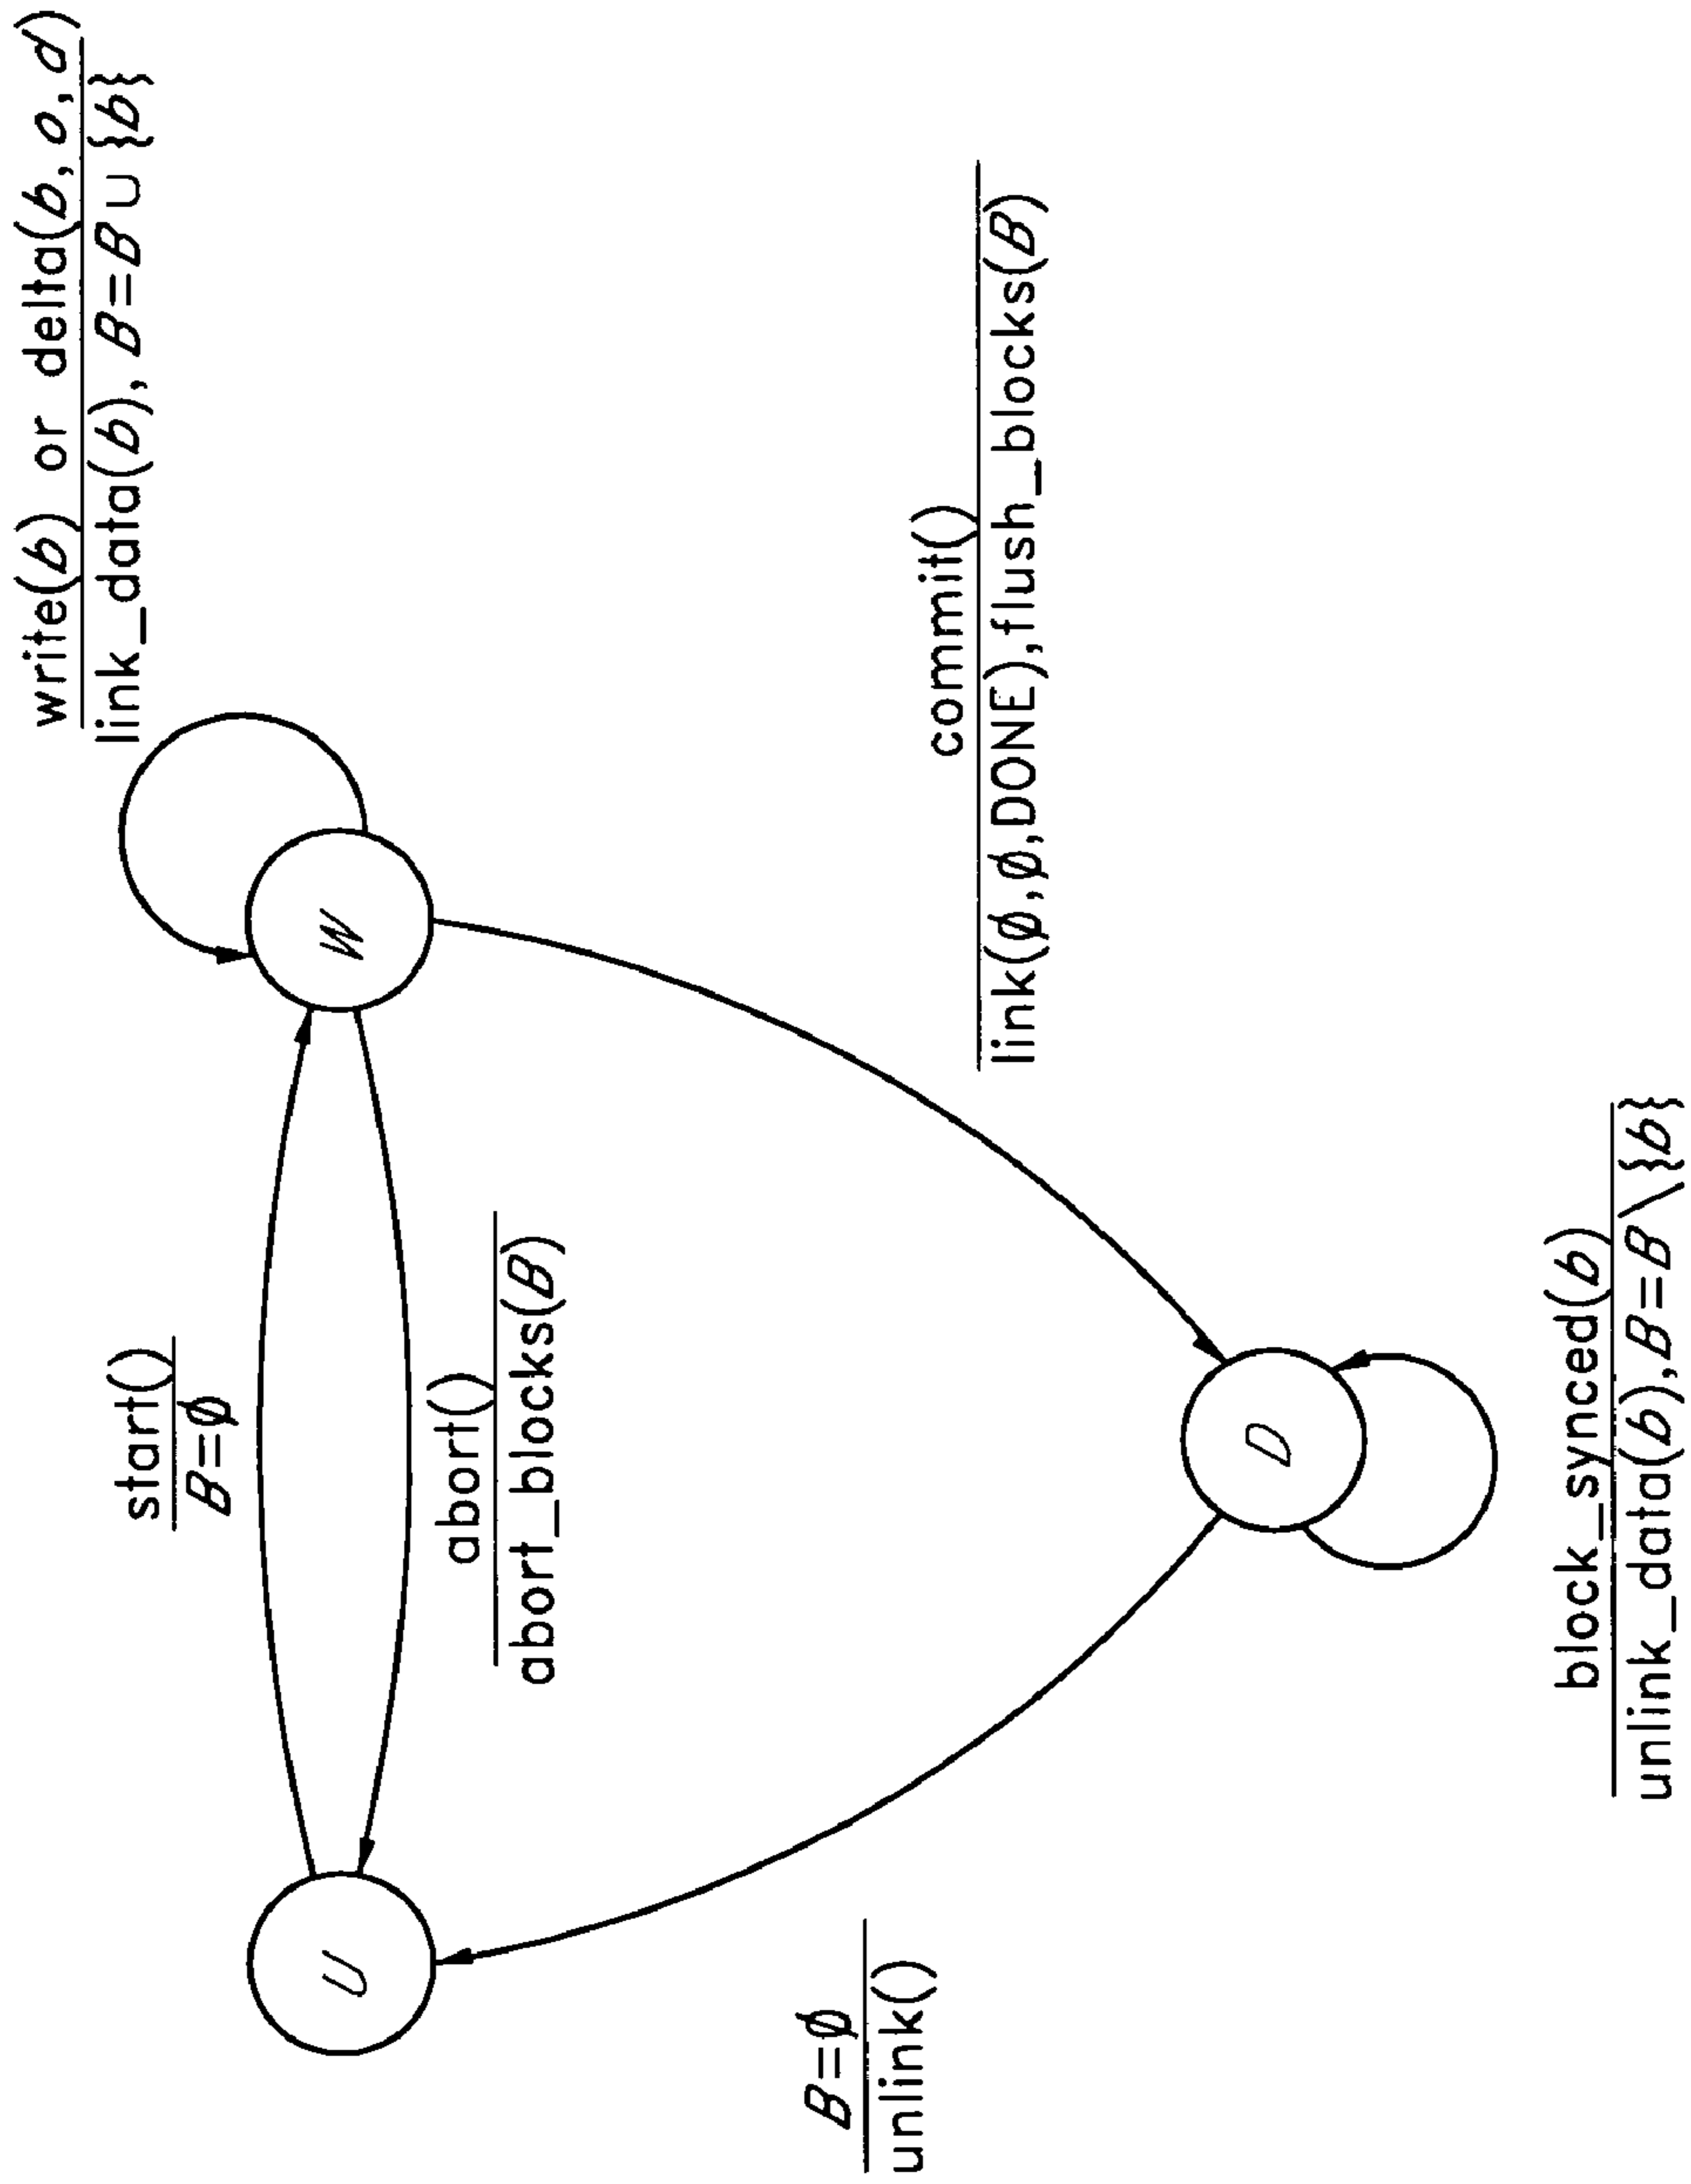 write(b) or delta(b,o,d)
link_data(b), B=B∪{b}
start()
B=ϕ
U
W
abort()
abort_blocks(B)
commit()
link(ϕ,ϕ,DONE),flush_blocks(B)
B=ϕ
unlink()
D
block_synced(b)
unlink_data(b),B=B\{b}